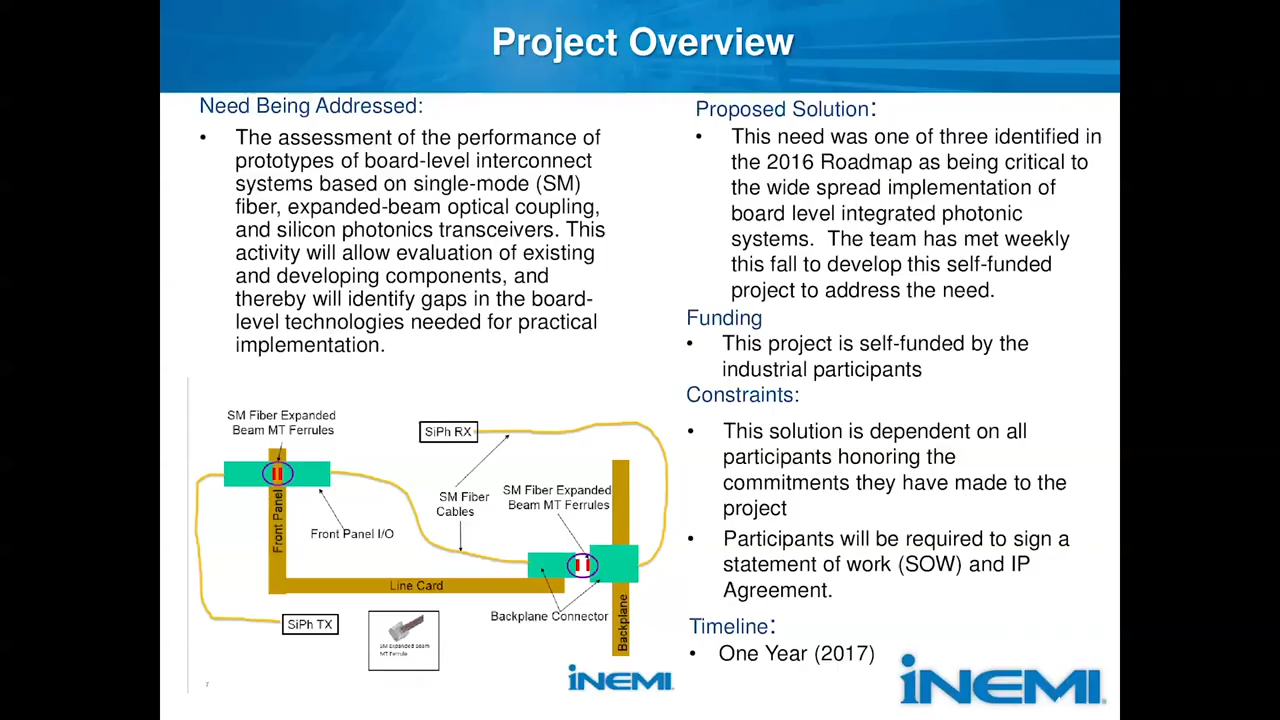 Project Overview
Need Being Addressed:
• The assessment of the performance of
prototypes of board-level interconnect
systems based on single-mode (SM)
fiber, expanded-beam optical coupling,
and silicon photonics transceivers. This
activity will allow evaluation of existing
and developing components, and
thereby will identify gaps in the board-
level technologies needed for practical
implementation.
SM Fiber Expanded
Beam MT Ferrules
SiPh RX
SM Fiber
Cables
SM Fiber Expanded
Beam MT Ferrules
Front Panel
Front Panel I/O
Line Card
Backplane Connector
Backplane
SiPh TX
SM Expanded Beam
MT Ferrule
7
iNEMI
Proposed Solution:
• This need was one of three identified in
the 2016 Roadmap as being critical to
the wide spread implementation of
board level integrated photonic
systems. The team has met weekly
this fall to develop this self-funded
project to address the need.
Funding
• This project is self-funded by the
industrial participants
Constraints:
• This solution is dependent on all
participants honoring the
commitments they have made to the
project
• Participants will be required to sign a
statement of work (SOW) and IP
Agreement.
Timeline:
• One Year (2017)
iNEMI